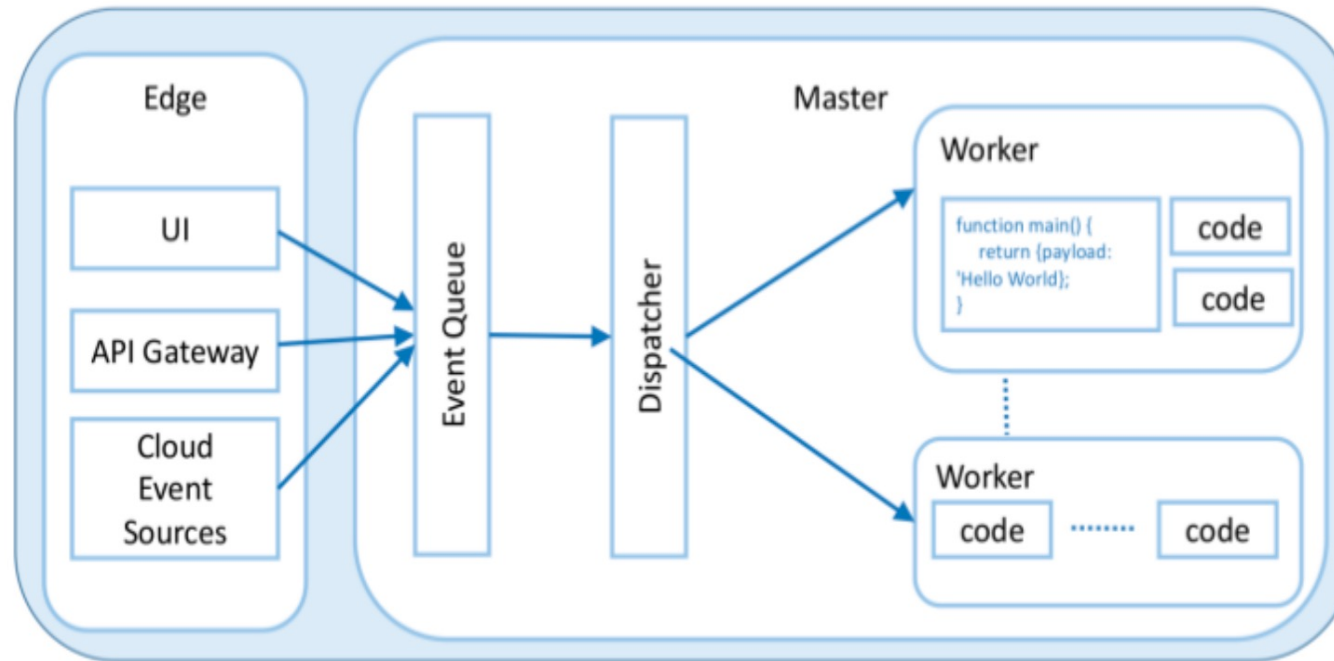 Edge
UI
API Gateway
Cloud
Event
Sources
Master
Event Queue
Dispatcher
Worker
function main() {
return {payload:
'Hello World};
}
code
code
Worker
code
code